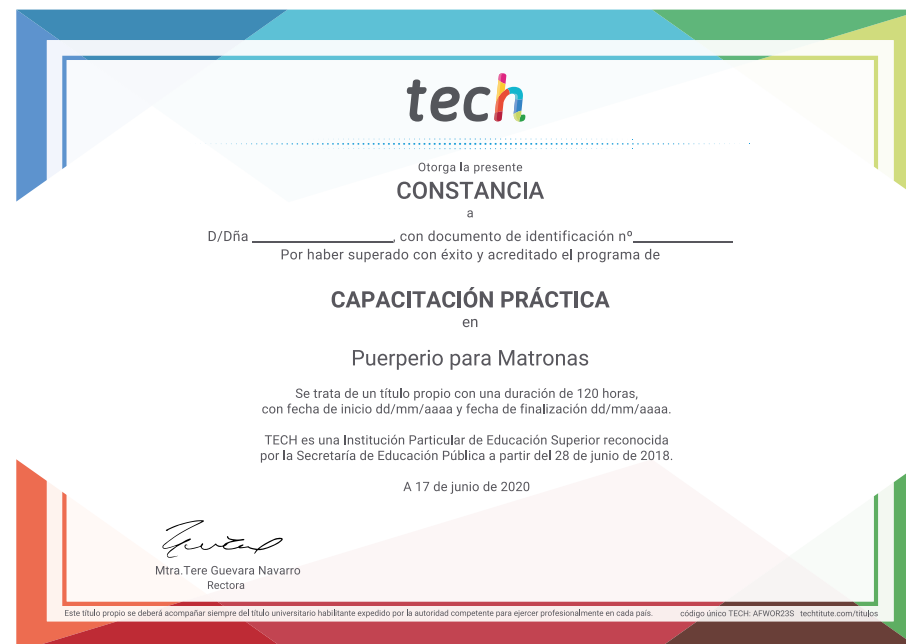 tech
Otorga la presente
CONSTANCIA
a
D/Dña ________________, con documento de identificación nº____________
Por haber superado con éxito y acreditado el programa de
CAPACITACIÓN PRÁCTICA
en
Puerperio para Matronas
Se trata de un título propio con una duración de 120 horas,
con fecha de inicio dd/mm/aaaa y fecha de finalización dd/mm/aaaa.
TECH es una Institución Particular de Educación Superior reconocida
por la Secretaría de Educación Pública a partir del 28 de junio de 2018.
A 17 de junio de 2020
Mtra.Tere Guevara Navarro
Rectora
Este título propio se deberá acompañar siempre del título universitario habilitante expedido por la autoridad competente para ejercer profesionalmente en cada país. código único TECH: AFWOR23S techtitute.com/titulos